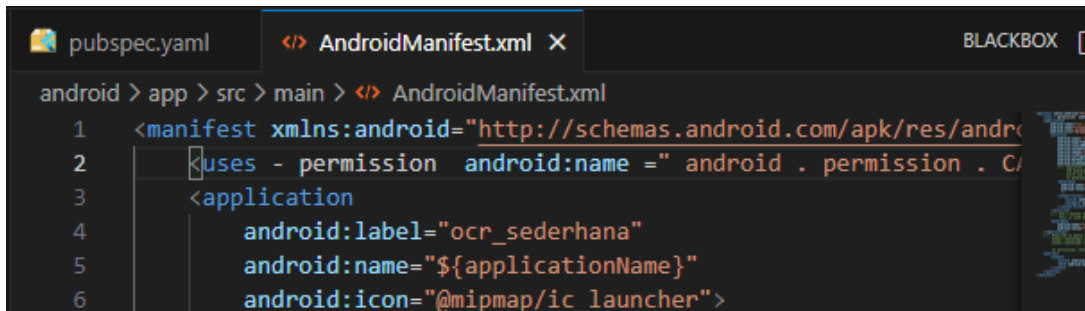 pubspec.yaml
AndroidManifest.xml
BLACKBOX
android > app > src > main > AndroidManifest.xml
1 <manifest xmlns:android="http://schemas.android.com/apk/res/andro
2 <uses - permission  android:name =" android . permission . CA
3 <application
4 android:label="ocr_sederhana"
5 android:name="${applicationName}"
6 android:icon="@mipmap/ic_launcher">